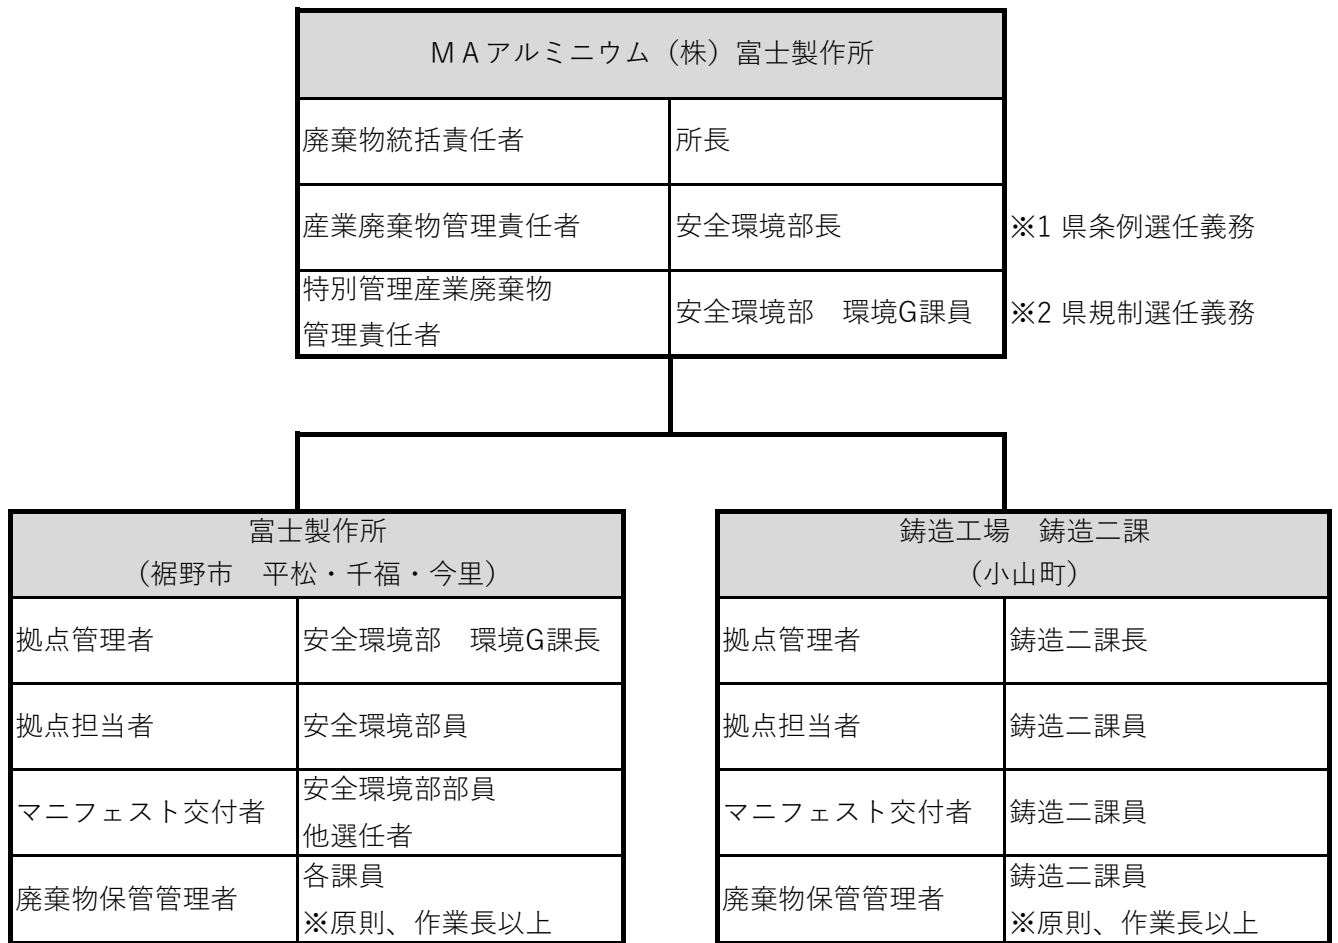 ＭＡアルミニウム（株）富士製作所
廃棄物統括責任者 所長
産業廃棄物管理責任者 安全環境部長 ※1 県条例選任義務
特別管理産業廃棄物
管理責任者 安全環境部　環境G課員 ※2 県規制選任義務
富士製作所
（裾野市　平松・千福・今里）
拠点管理者 安全環境部　環境G課長
拠点担当者 安全環境部員
マニフェスト交付者 安全環境部部員
他選任者
廃棄物保管管理者 各課員
※原則、作業長以上
鋳造工場　鋳造二課
（小山町）
拠点管理者 鋳造二課長
拠点担当者 鋳造二課員
マニフェスト交付者 鋳造二課員
廃棄物保管管理者 鋳造二課員
※原則、作業長以上